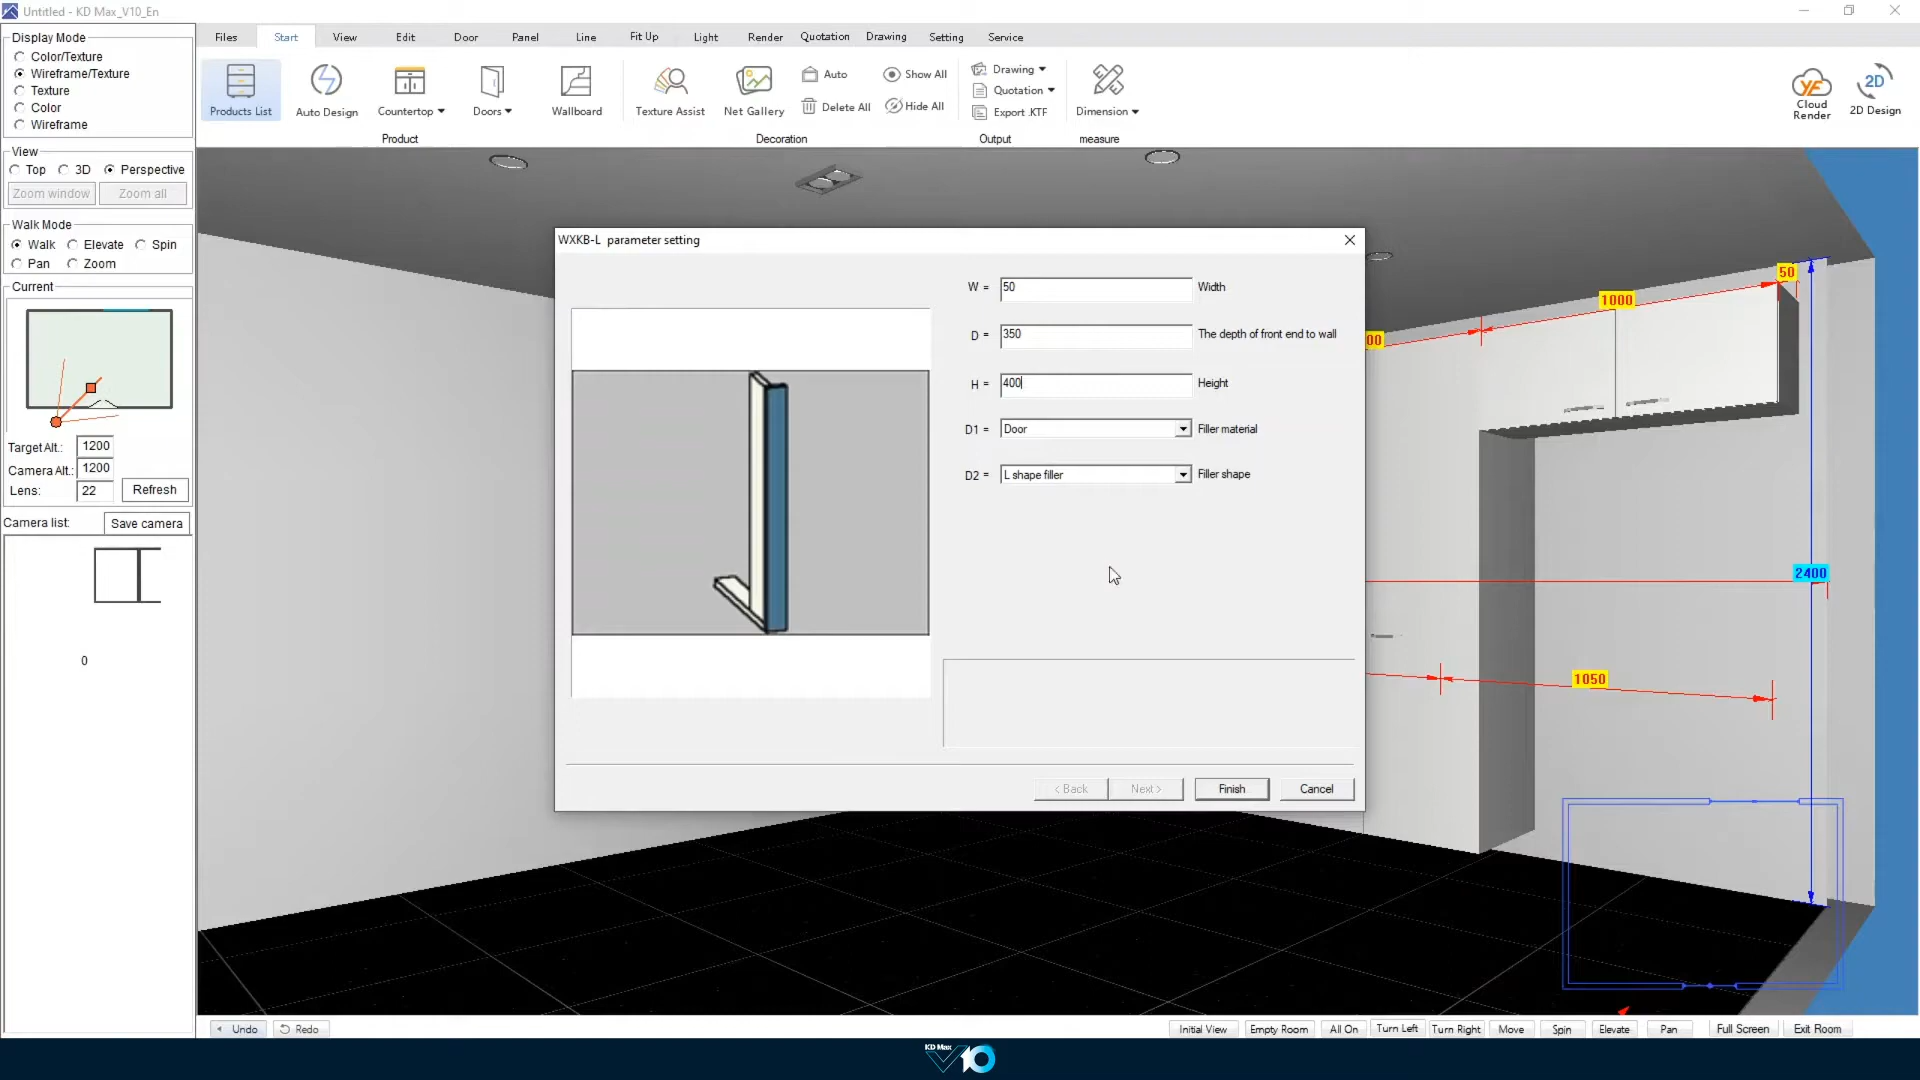 Untitled - KD Max_V10_En
Files
Start
View
Edit
Door
Panel
Line
Fit Up
Light
Render
Quotation
Drawing
Setting
Service
Products List
Auto Design
Countertop
Doors
Wallboard
Product
Texture Assist
Net Gallery
Auto
Delete All
Show All
Hide All
Decoration
Drawing
Quotation
Export .KTF
Output
Dimension
measure
Cloud
Render
2D
2D Design
Display Mode
Color/Texture
Wireframe/Texture
Texture
Color
Wireframe
View
Top 3D Perspective
Zoom window Zoom all
Walk Mode
Walk Elevate Spin
Pan Zoom
Current
Target Alt.: 1200
Camera Alt.: 1200
Lens: 22 Refresh
Camera list: Save camera
0
WXKB-L parameter setting
W = 50 Width
D = 350 The depth of front end to wall
H = 400 Height
D1 = Door Filler material
D2 = L shape filler Filler shape
< Back Next > Finish Cancel
50
1000
00
2400
1050
Undo Redo
Initial View Empty Room All On Turn Left Turn Right Move Spin Elevate Pan Full Screen Exit Room
KD Max
V10